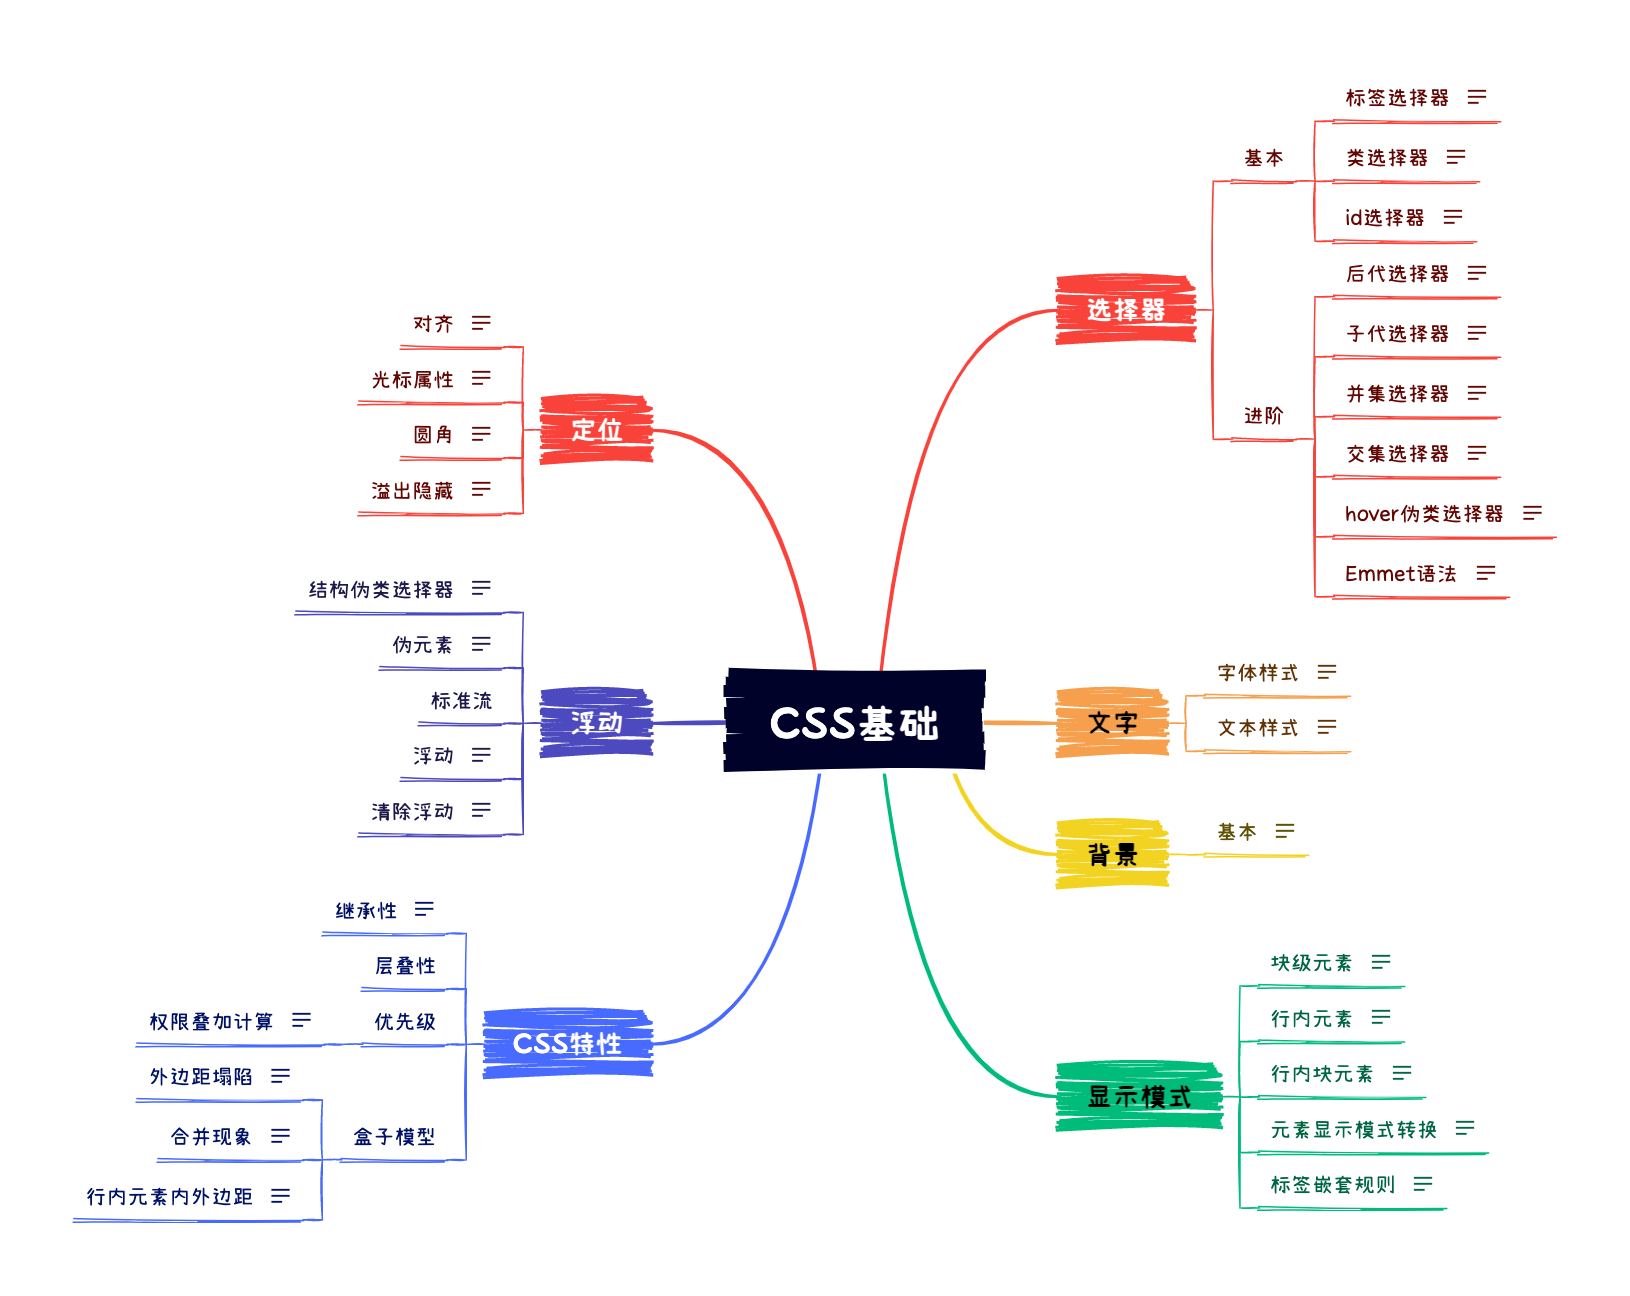 CSS基础
选择器
基本
标签选择器
类选择器
id选择器
进阶
后代选择器
子代选择器
并集选择器
交集选择器
hover伪类选择器
Emmet语法
文字
字体样式
文本样式
背景
基本
显示模式
块级元素
行内元素
行内块元素
元素显示模式转换
标签嵌套规则
定位
对齐
光标属性
圆角
溢出隐藏
浮动
结构伪类选择器
伪元素
标准流
浮动
清除浮动
CSS特性
继承性
层叠性
优先级
权限叠加计算
盒子模型
外边距塌陷
合并现象
行内元素内外边距